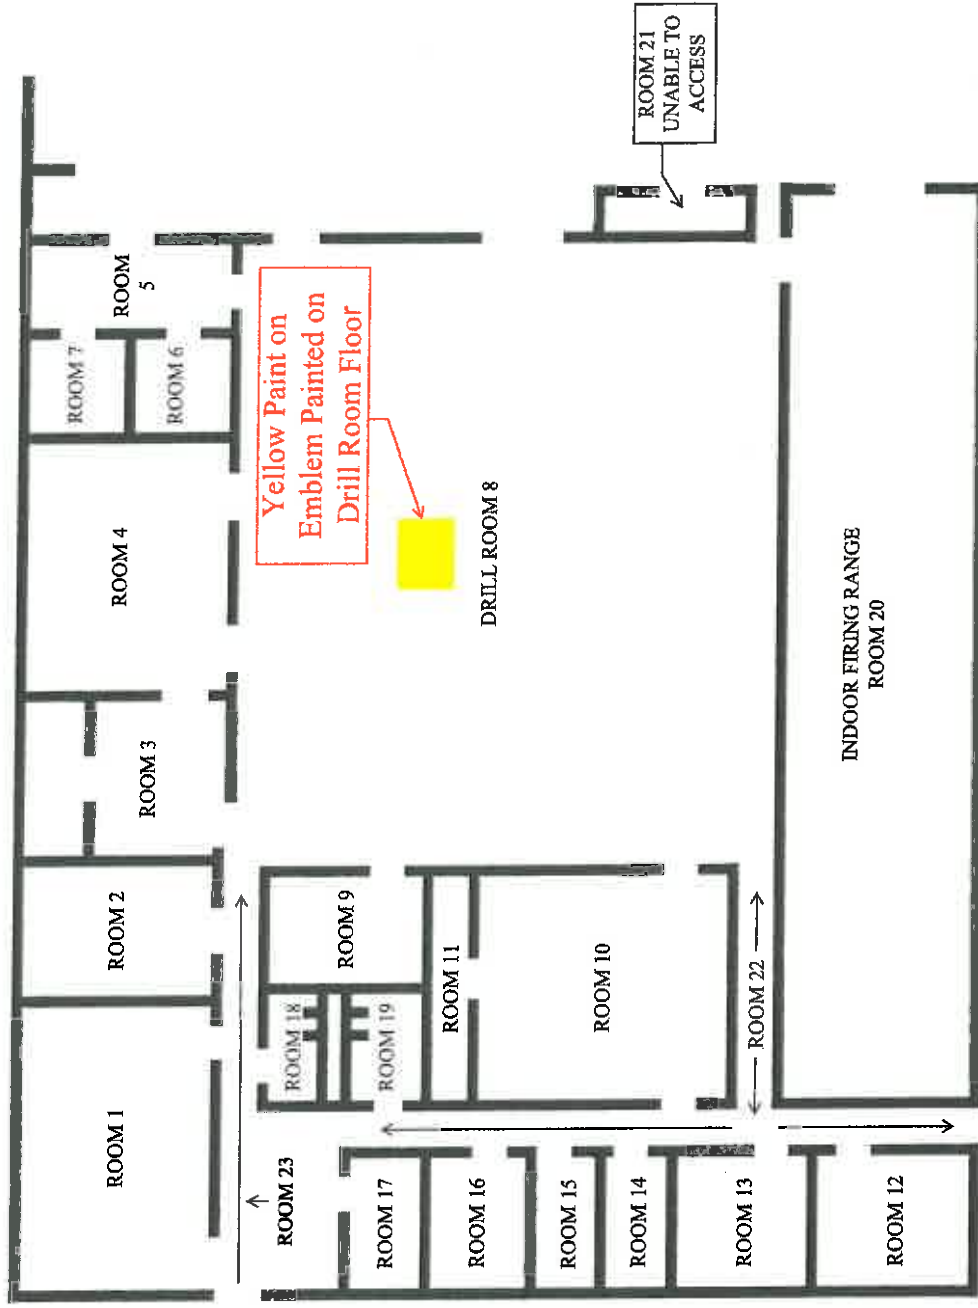 ROOM 21
UNABLE TO
ACCESS
ROOM
5
ROOM 7
ROOM 6
Yellow Paint on
Emblem Painted on
Drill Room Floor
ROOM 4
DRILL ROOM 8
INDOOR FIRING RANGE
ROOM 20
ROOM 3
ROOM 2
ROOM 9
ROOM 11
ROOM 10
ROOM 22
ROOM 18
ROOM 19
ROOM 1
ROOM 23
ROOM 17
ROOM 16
ROOM 15
ROOM 14
ROOM 13
ROOM 12